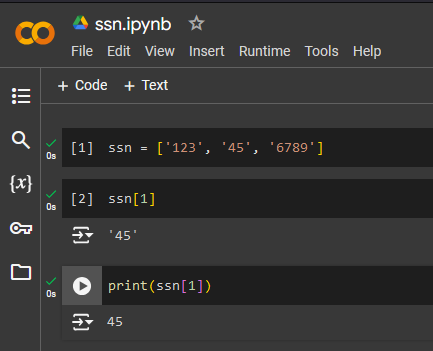 ssn.ipynb
File Edit View Insert Runtime Tools Help
+ Code + Text
[1] ssn = ['123', '45', '6789']
0s
[2] ssn[1]
0s
'45'
{x}
print(ssn[1])
0s
45